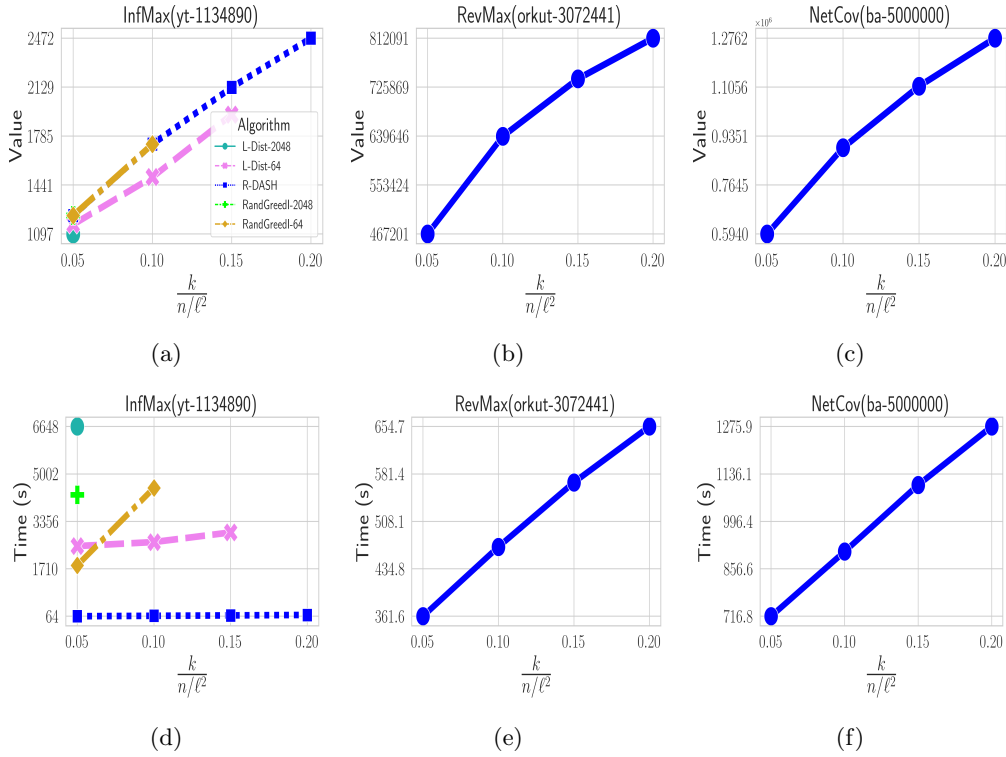 InfMax(yt-1134890)
2472
2129
1785
1441
1097
Value
0.05 0.10 0.15 0.20
k
n/ℓ²
Algorithm
L-Dist-2048
L-Dist-64
R-DASH
RandGreedI-2048
RandGreedI-64
(a)
RevMax(orkut-3072441)
812091
725869
639646
553424
467201
Value
0.05 0.10 0.15 0.20
k
n/ℓ²
(b)
NetCov(ba-5000000)
×10⁶
1.2762
1.1056
0.9351
0.7645
0.5940
Value
0.05 0.10 0.15 0.20
k
n/ℓ²
(c)
InfMax(yt-1134890)
6648
5002
3356
1710
64
Time (s)
0.05 0.10 0.15 0.20
k
n/ℓ²
(d)
RevMax(orkut-3072441)
654.7
581.4
508.1
434.8
361.6
Time (s)
0.05 0.10 0.15 0.20
k
n/ℓ²
(e)
NetCov(ba-5000000)
1275.9
1136.1
996.4
856.6
716.8
Time (s)
0.05 0.10 0.15 0.20
k
n/ℓ²
(f)